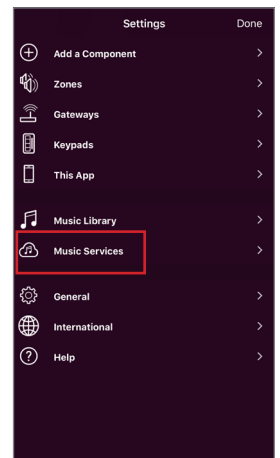 Settings
Done
Add a Component
Zones
Gateways
Keypads
This App
Music Library
Music Services
General
International
Help